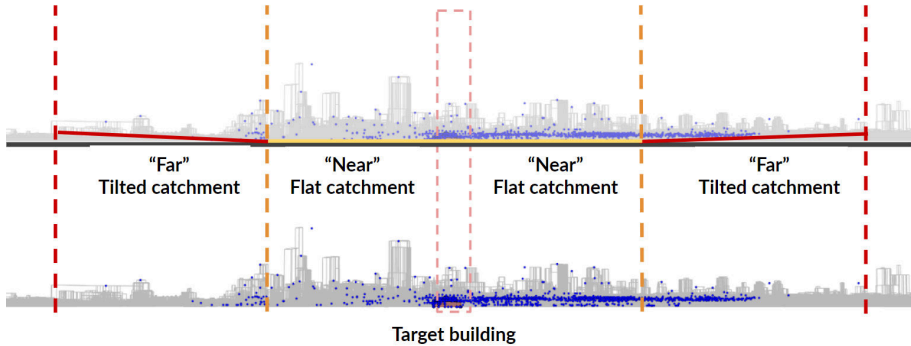 “Far” “Near” “Near” “Far”
Tilted catchment Flat catchment Flat catchment Tilted catchment
Target building